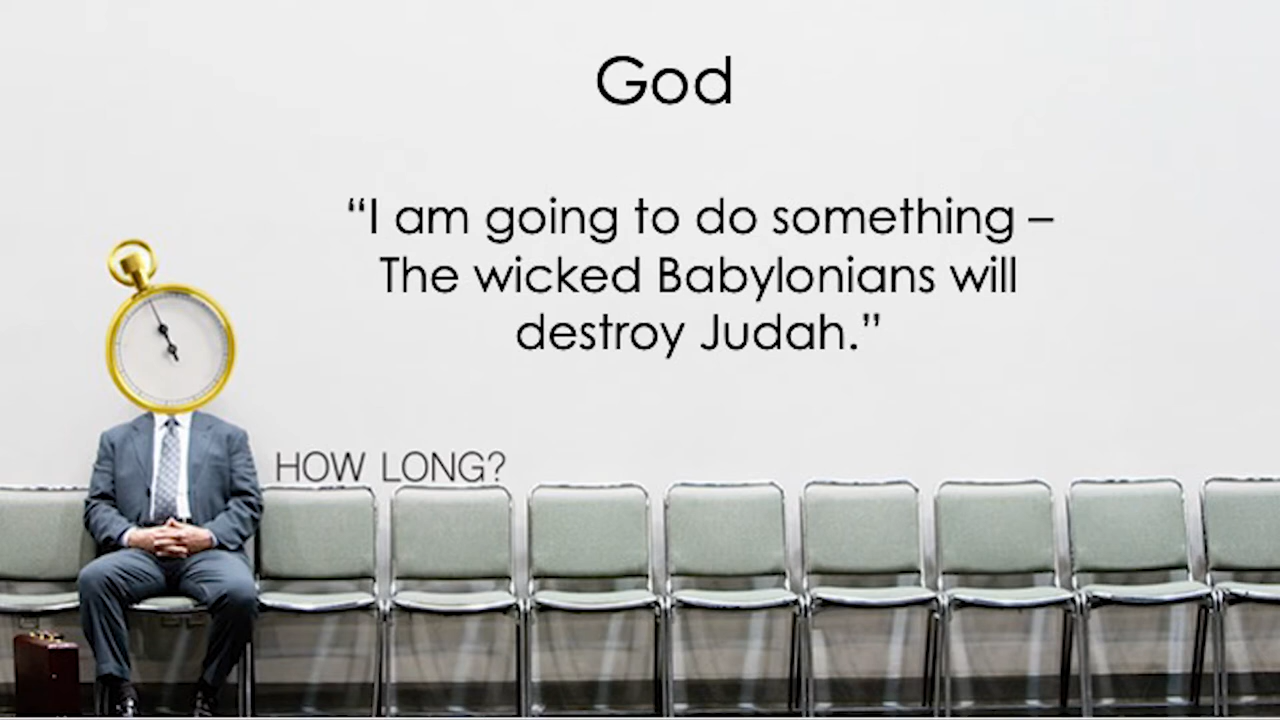 God
“I am going to do something –
The wicked Babylonians will
destroy Judah.”
HOW LONG?